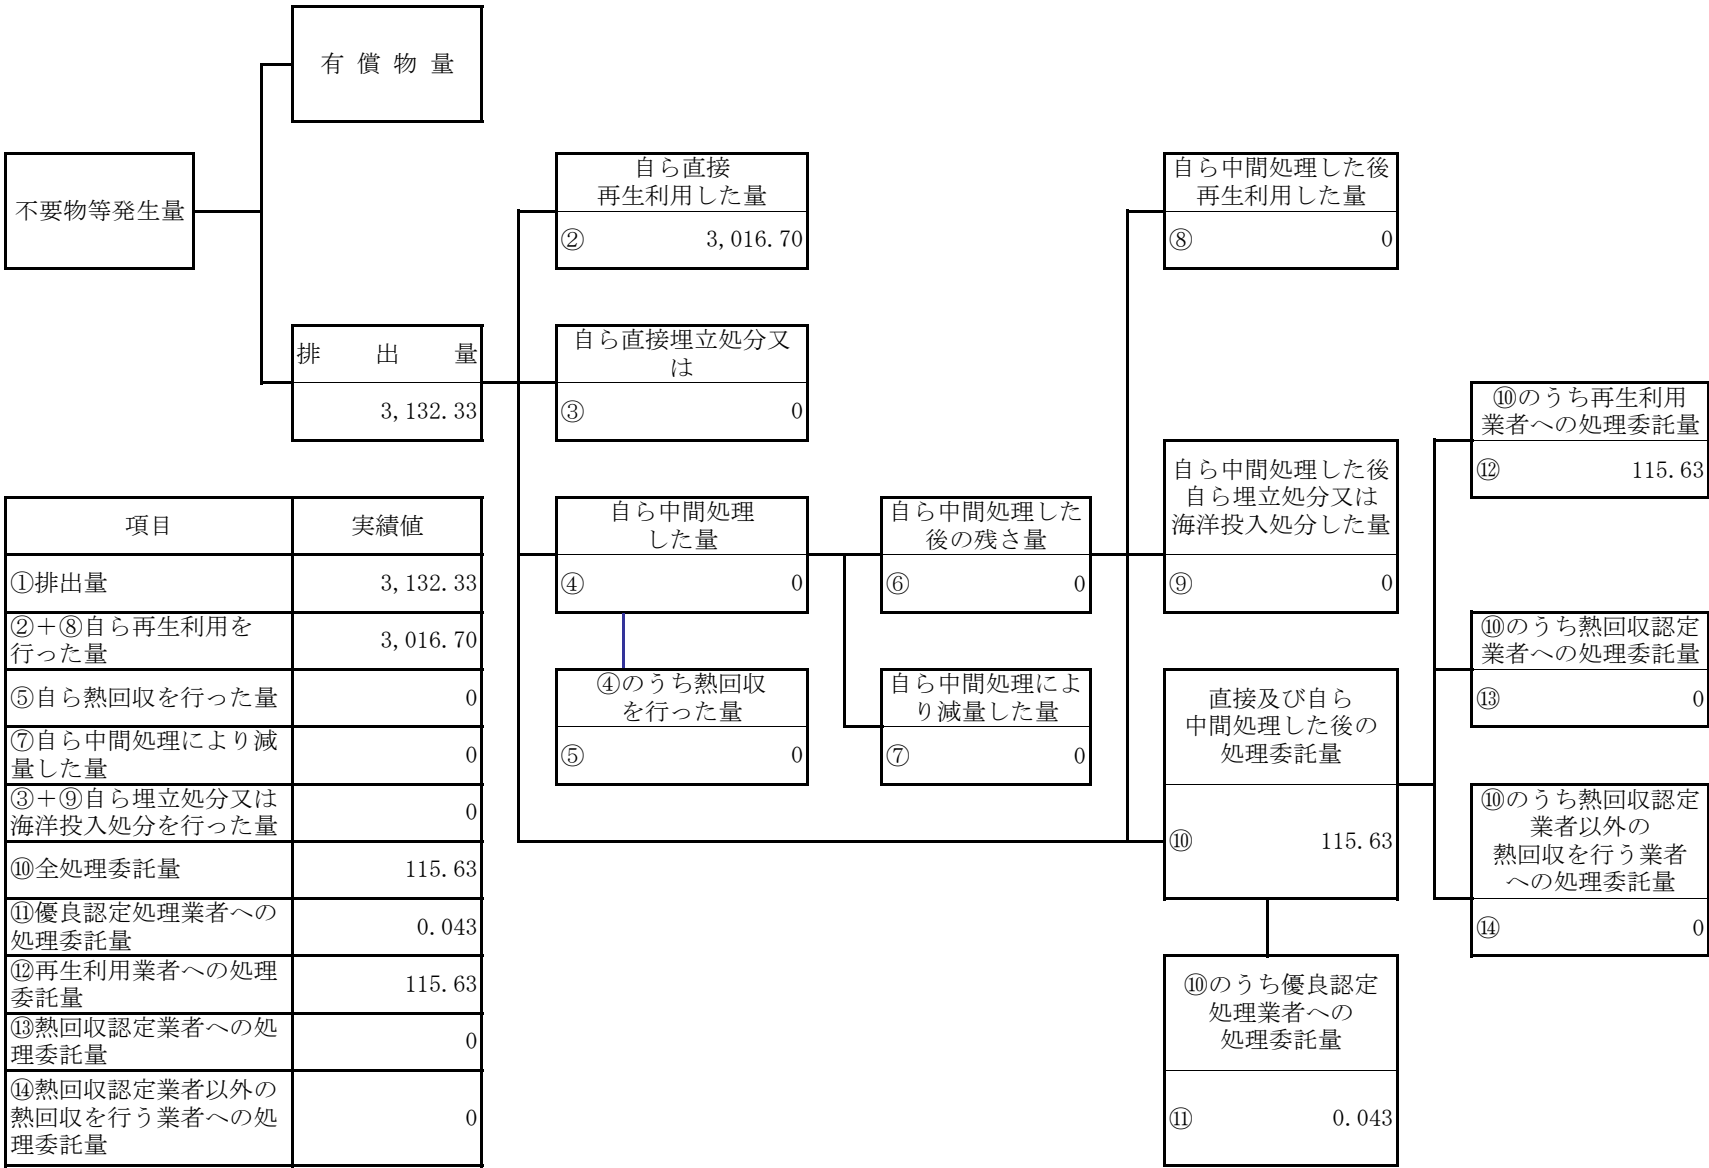 有償物量
不要物等発生量
自ら直接
再生利用した量
② 3,016.70
自ら中間処理した後
再生利用した量
⑧ 0
排出量
3,132.33
自ら直接埋立処分又
は
③ 0
⑩のうち再生利用
業者への処理委託量
⑫ 115.63
自ら中間処理した後
自ら埋立処分又は
海洋投入処分した量
⑨ 0
自ら中間処理
した量
④ 0
自ら中間処理した
後の残さ量
⑥ 0
⑩のうち熱回収認定
業者への処理委託量
⑬ 0
④のうち熱回収
を行った量
⑤ 0
自ら中間処理によ
り減量した量
⑦ 0
直接及び自ら
中間処理した後の
処理委託量
⑩ 115.63
⑩のうち熱回収認定
業者以外の
熱回収を行う業者
への処理委託量
⑭ 0
⑩のうち優良認定
処理業者への
処理委託量
⑪ 0.043
項目 実績値
①排出量 3,132.33
②＋⑧自ら再生利用を
行った量 3,016.70
⑤自ら熱回収を行った量 0
⑦自ら中間処理により減
量した量 0
③＋⑨自ら埋立処分又は
海洋投入処分を行った量 0
⑩全処理委託量 115.63
⑪優良認定処理業者への
処理委託量 0.043
⑫再生利用業者への処理
委託量 115.63
⑬熱回収認定業者への処
理委託量 0
⑭熱回収認定業者以外の
熱回収を行う業者への処
理委託量 0